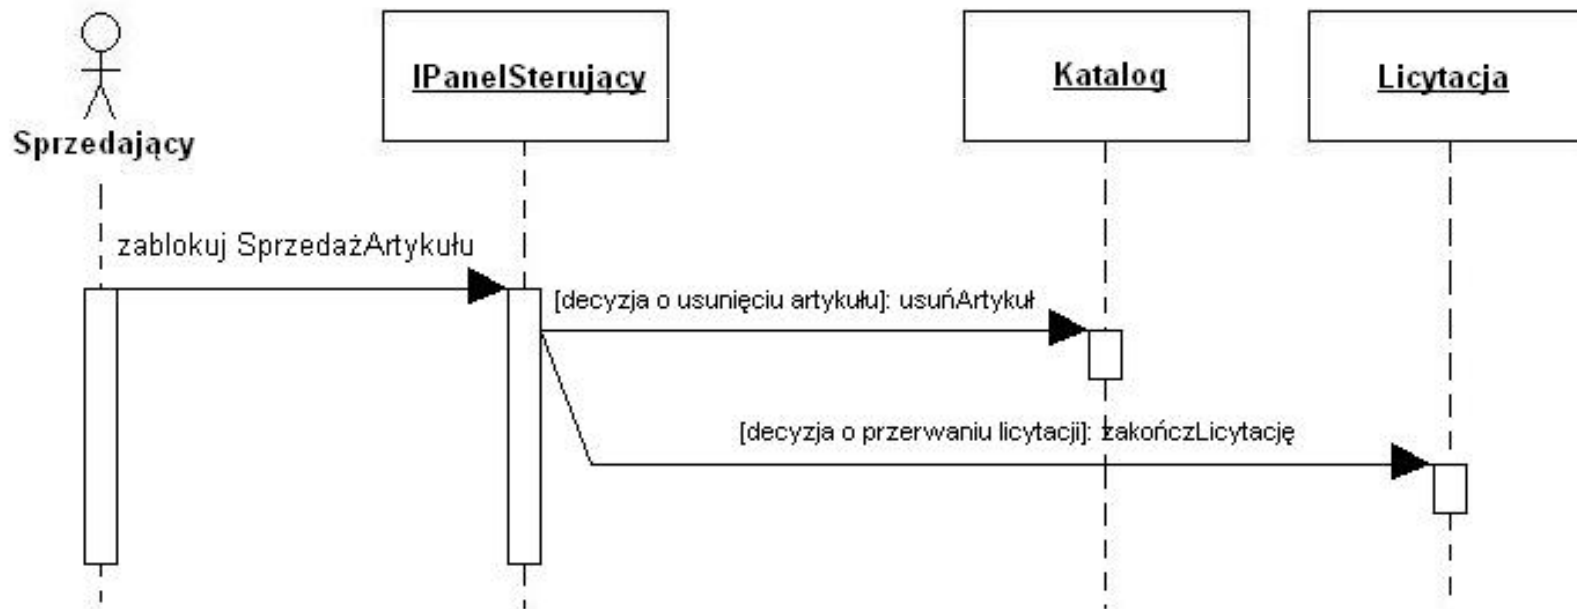 Sprzedający
IPanelSterujący
Katalog
Licytacja
zablokuj SprzedażArtykułu
[decyzja o usunięciu artykułu]: usuńArtykuł
[decyzja o przerwaniu licytacji]: zakończLicytację